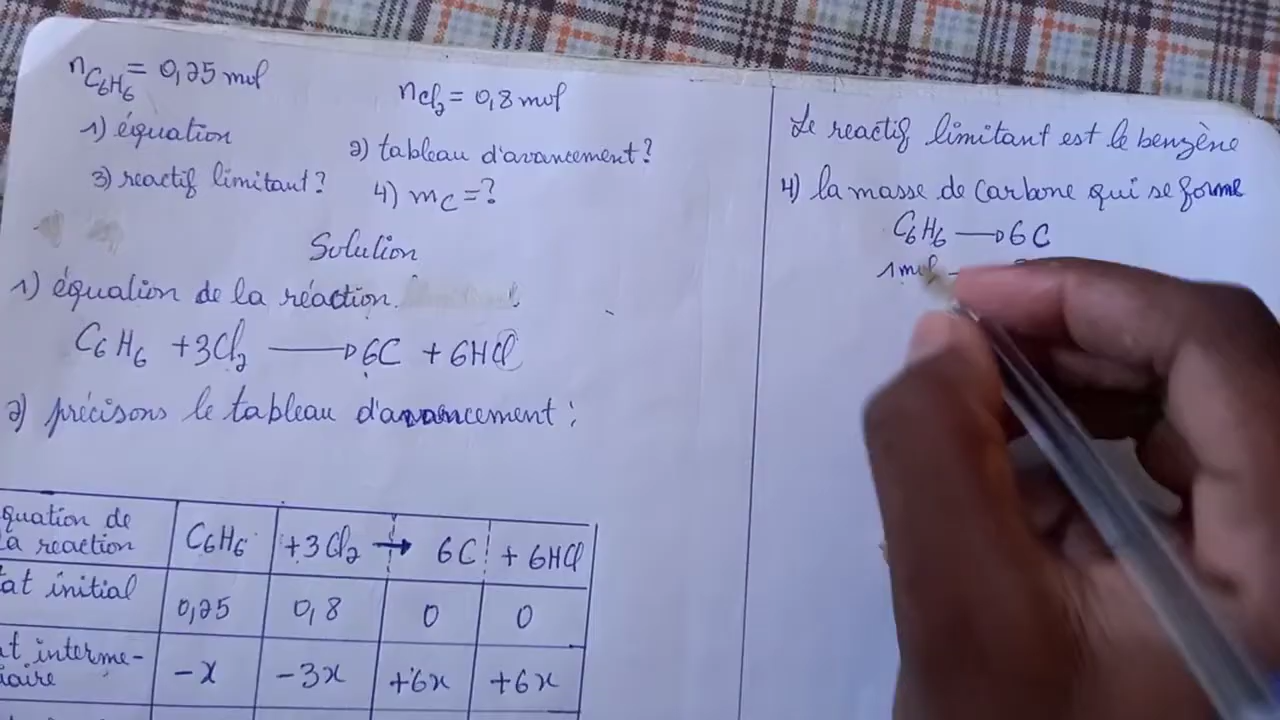 nC6H6 = 0,25 mol
nCl2 = 0,8 mol
1) équation
2) tableau d'avancement?
3) reactif limitant?
4) mC = ?
Solution
1) équation de la réaction.
C6H6 + 3Cl2 → 6C + 6HCl
2) précisons le tableau d'avancement :
quation de C6H6 + 3Cl2 → 6C + 6HCl
a reaction
tat initial 0,25 0,8 0 0
t interme-
iaire -x -3x +6x +6x
Le reactif limitant est le benzène
4) la masse de carbone qui se forme
C6H6 → 6C
1mol